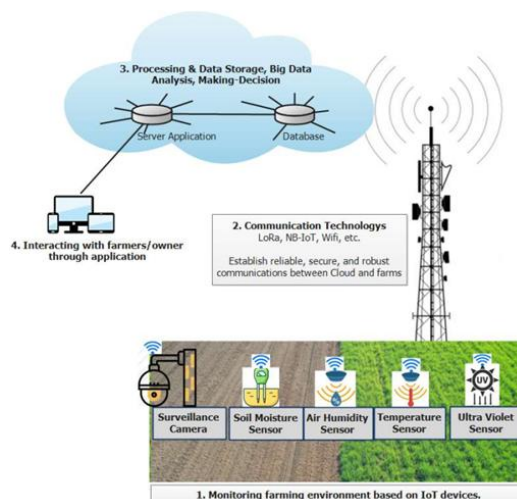 3. Processing & Data Storage, Big Data
Analysis, Making-Decision
Server Application
Database
4. Interacting with farmers/owner
through application
2. Communication Technologys
LoRa, NB-IoT, Wifi, etc.
Establish reliable, secure, and robust
communications between Cloud and farms
UV
Surveillance
Camera
Soil Moisture
Sensor
Air Humidity
Sensor
Temperature
Sensor
Ultra Violet
Sensor
1. Monitoring farming environment based on IoT devices.